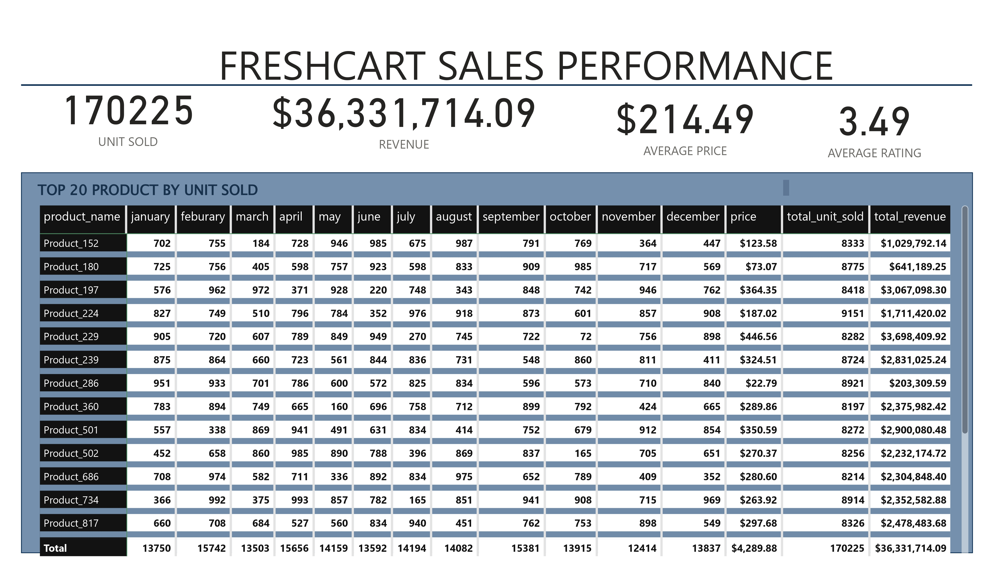 FRESHCART SALES PERFORMANCE
170225 $36,331,714.09 $214.49 3.49
UNIT SOLD REVENUE AVERAGE PRICE AVERAGE RATING
TOP 20 PRODUCT BY UNIT SOLD
product_name january feburary march april may june july august september october november december price total_unit_sold total_revenue
Product_152 702 755 184 728 946 985 675 987 791 769 364 447 $123.58 8333 $1,029,792.14
Product_180 725 756 405 598 757 923 598 833 909 985 717 569 $73.07 8775 $641,189.25
Product_197 576 962 972 371 928 220 748 343 848 742 946 762 $364.35 8418 $3,067,098.30
Product_224 827 749 510 796 784 352 976 918 873 601 857 908 $187.02 9151 $1,711,420.02
Product_229 905 720 607 789 849 949 270 745 722 72 756 898 $446.56 8282 $3,698,409.92
Product_239 875 864 660 723 561 844 836 731 548 860 811 411 $324.51 8724 $2,831,025.24
Product_286 951 933 701 786 600 572 825 834 596 573 710 840 $22.79 8921 $203,309.59
Product_360 783 894 749 665 160 696 758 712 899 792 424 665 $289.86 8197 $2,375,982.42
Product_501 557 338 869 941 491 631 834 414 752 679 912 854 $350.59 8272 $2,900,080.48
Product_502 452 658 860 985 890 788 396 869 837 165 705 651 $270.37 8256 $2,232,174.72
Product_686 708 974 582 711 336 892 834 975 652 789 409 352 $280.60 8214 $2,304,848.40
Product_734 366 992 375 993 857 782 165 851 941 908 715 969 $263.92 8914 $2,352,582.88
Product_817 660 708 684 527 560 834 940 451 762 753 898 549 $297.68 8326 $2,478,483.68
Total 13750 15742 13503 15656 14159 13592 14194 14082 15381 13915 12414 13837 $4,289.88 170225 $36,331,714.09